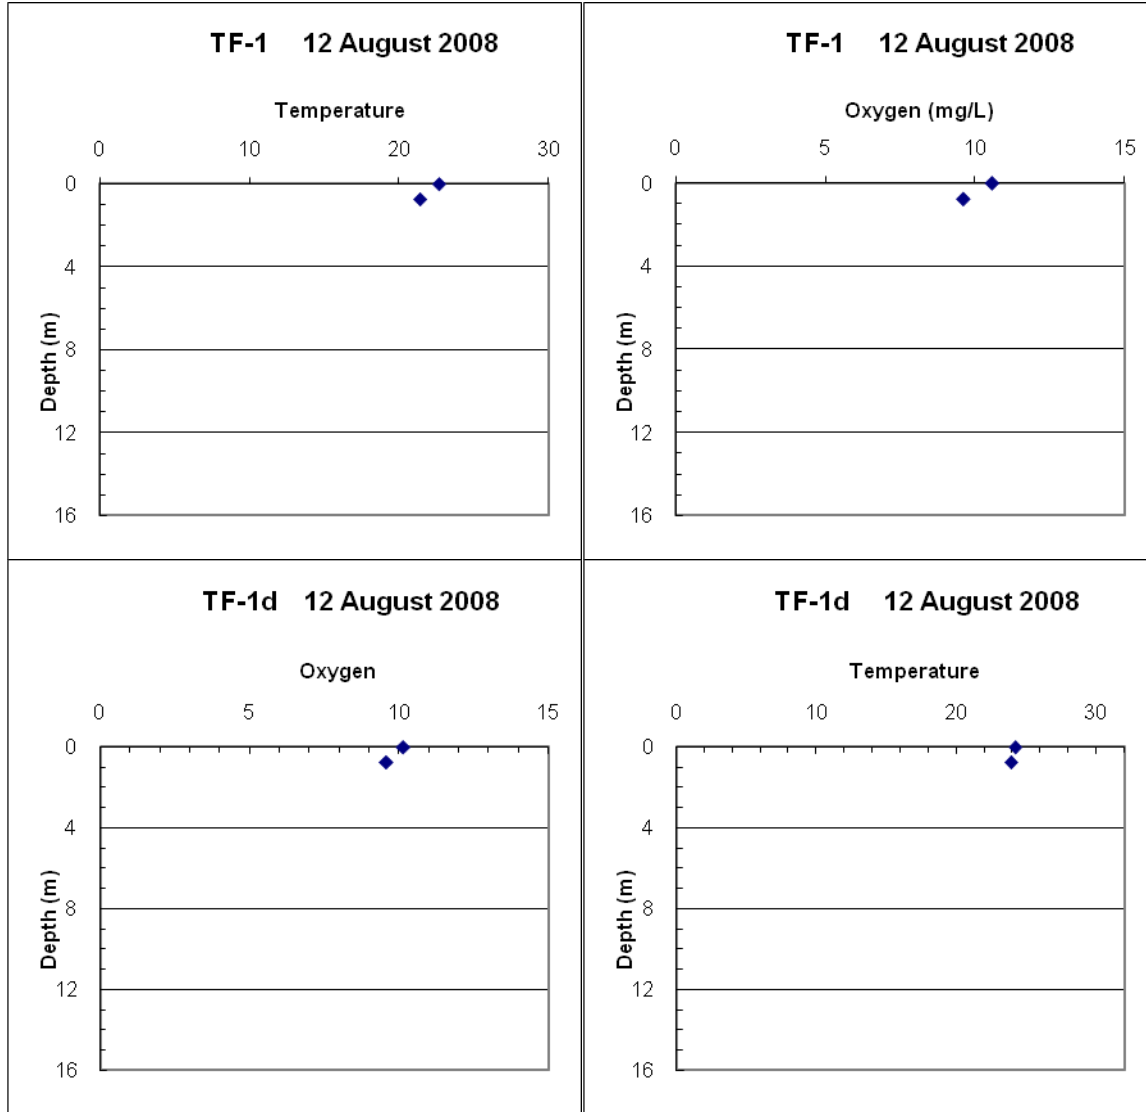 TF-1 12 August 2008
Temperature
0 10 20 30
0
4
8
12
16
Depth (m)
TF-1 12 August 2008
Oxygen (mg/L)
0 5 10 15
0
4
8
12
16
Depth (m)
TF-1d 12 August 2008
Oxygen
0 5 10 15
0
4
8
12
16
Depth (m)
TF-1d 12 August 2008
Temperature
0 10 20 30
0
4
8
12
16
Depth (m)